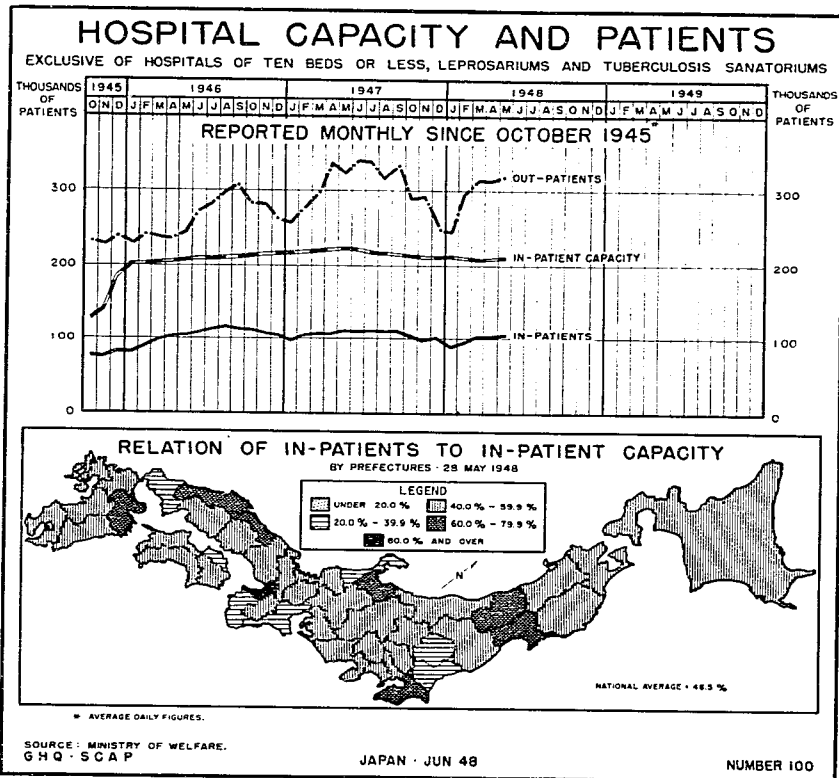 HOSPITAL CAPACITY AND PATIENTS
EXCLUSIVE OF HOSPITALS OF TEN BEDS OR LESS, LEPROSARIUMS AND TUBERCULOSIS SANATORIUMS
THOUSANDS OF PATIENTS
1945 1946 1947 1948 1949
O N D J F M A M J J A S O N D J F M A M J J A S O N D J F M A M J J A S O N D J F M A M J J A S O N D
THOUSANDS OF PATIENTS
REPORTED MONTHLY SINCE OCTOBER 1945*
OUT-PATIENTS
300 300
IN-PATIENT CAPACITY
200 200
IN-PATIENTS
100 100
0 0
RELATION OF IN-PATIENTS TO IN-PATIENT CAPACITY
BY PREFECTURES - 28 MAY 1948
LEGEND
UNDER 20.0 % 40.0 % - 59.9 %
20.0 % - 39.9 % 60.0 % - 79.9 %
80.0 % AND OVER
N
NATIONAL AVERAGE = 48.5 %
* AVERAGE DAILY FIGURES.
SOURCE: MINISTRY OF WELFARE.
GHQ - SCAP JAPAN - JUN 48 NUMBER 100